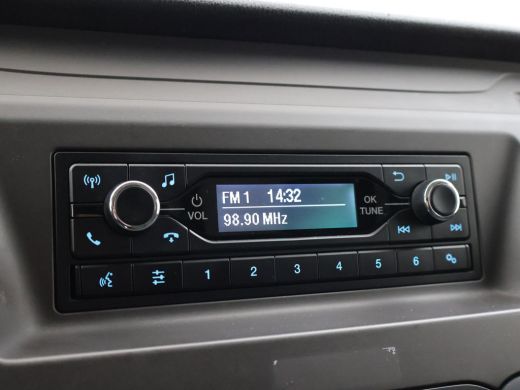 FM 1 14:32
98.90 MHz
VOL
OK
TUNE
1 2 3 4 5 6